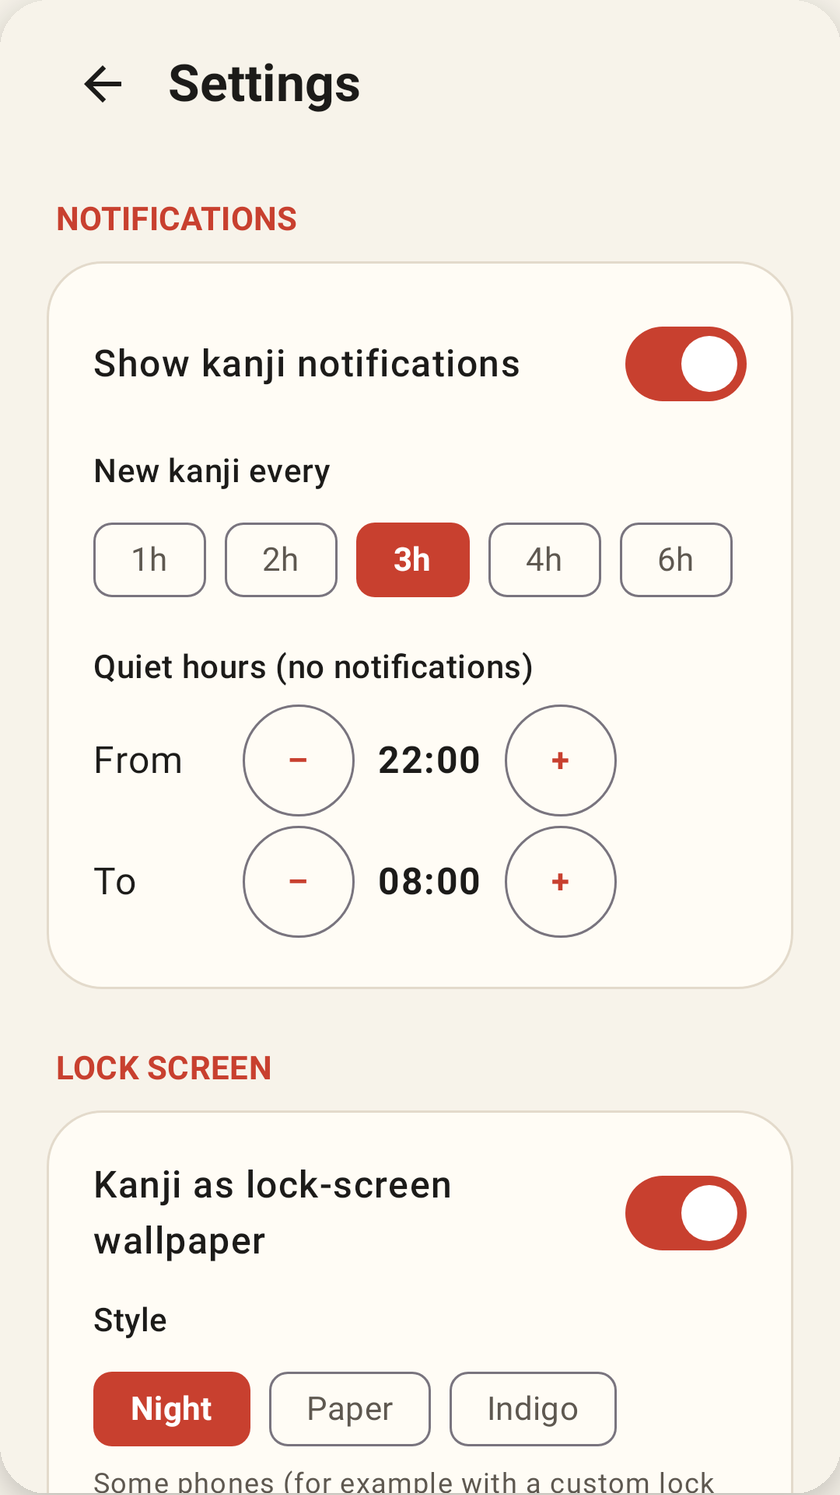 Settings
NOTIFICATIONS
Show kanji notifications
New kanji every
1h 2h 3h 4h 6h
Quiet hours (no notifications)
From − 22:00 +
To − 08:00 +
LOCK SCREEN
Kanji as lock-screen
wallpaper
Style
Night Paper Indigo
Some phones (for example with a custom lock